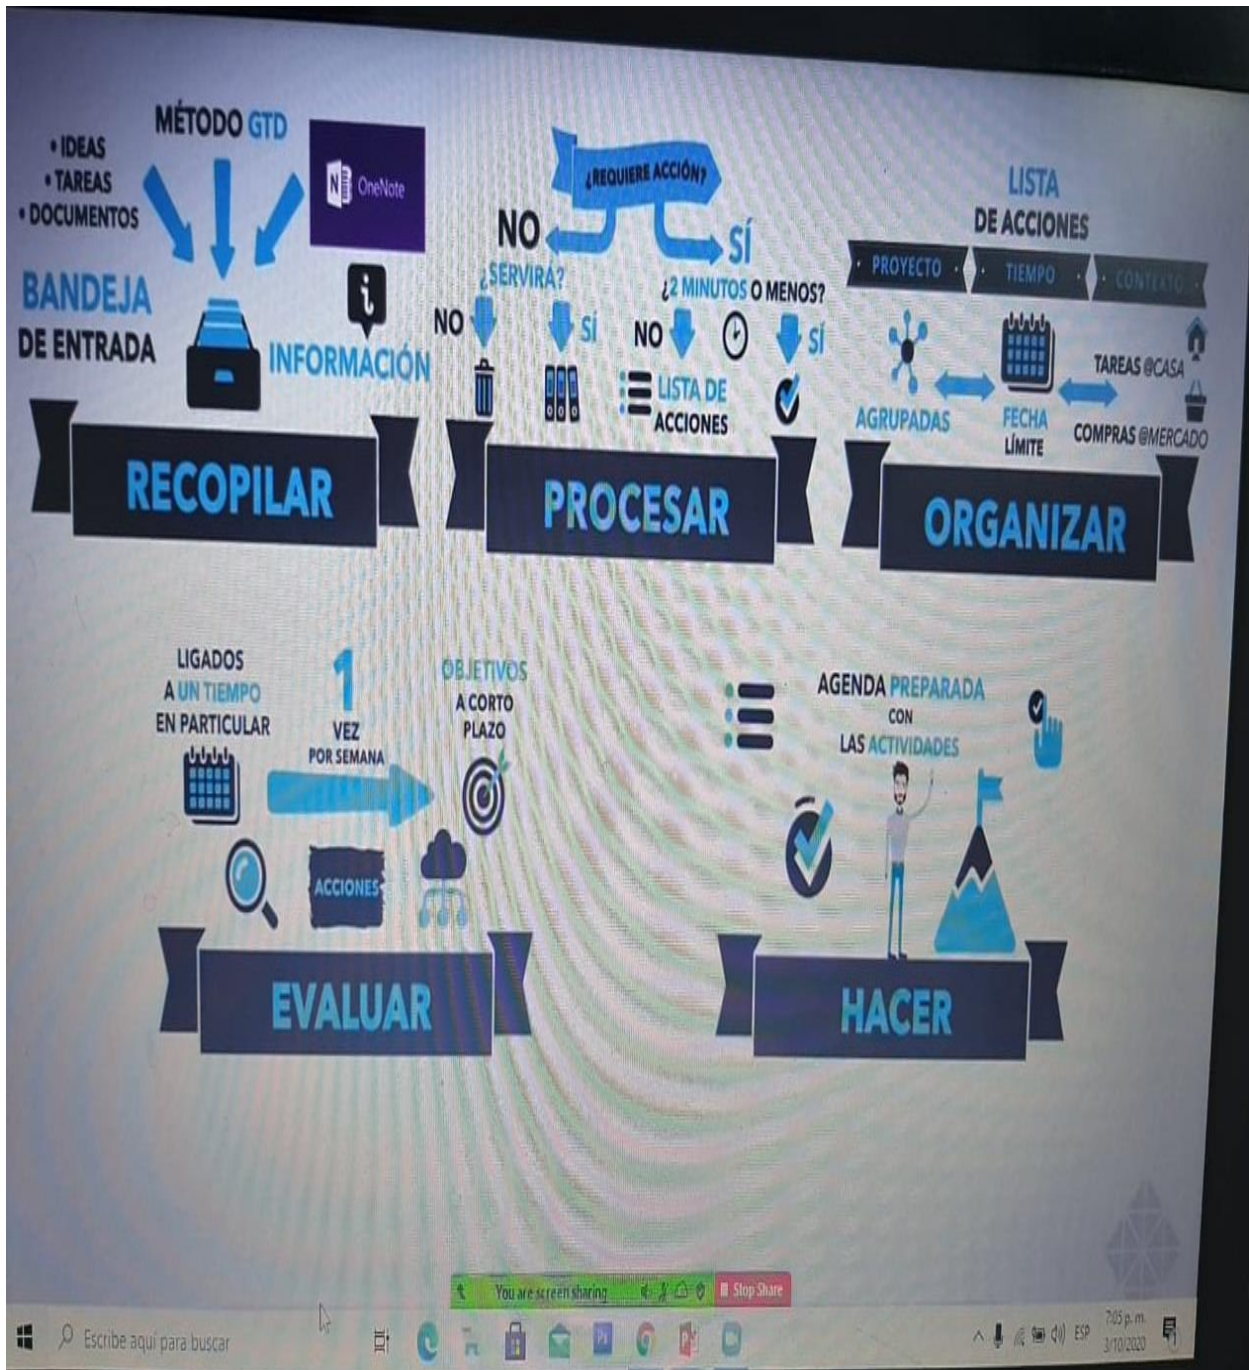 MÉTODO GTD
• IDEAS
• TAREAS
• DOCUMENTOS
N OneNote
BANDEJA
DE ENTRADA
i
INFORMACIÓN
RECOPILAR
¿REQUIERE ACCIÓN?
NO
SÍ
¿SERVIRÁ?
¿2 MINUTOS O MENOS?
NO
SÍ
NO
SÍ
LISTA DE
ACCIONES
PROCESAR
LISTA
DE ACCIONES
PROYECTO
TIEMPO
CONTEXTO
TAREAS @CASA
AGRUPADAS
FECHA
LÍMITE
COMPRAS @MERCADO
ORGANIZAR
LIGADOS
A UN TIEMPO
EN PARTICULAR
1
VEZ
POR SEMANA
OBJETIVOS
A CORTO
PLAZO
ACCIONES
EVALUAR
AGENDA PREPARADA
CON
LAS ACTIVIDADES
HACER
You are screen sharing
Stop Share
Escribe aquí para buscar
Ps
ESP
7:05 p. m.
3/10/2020